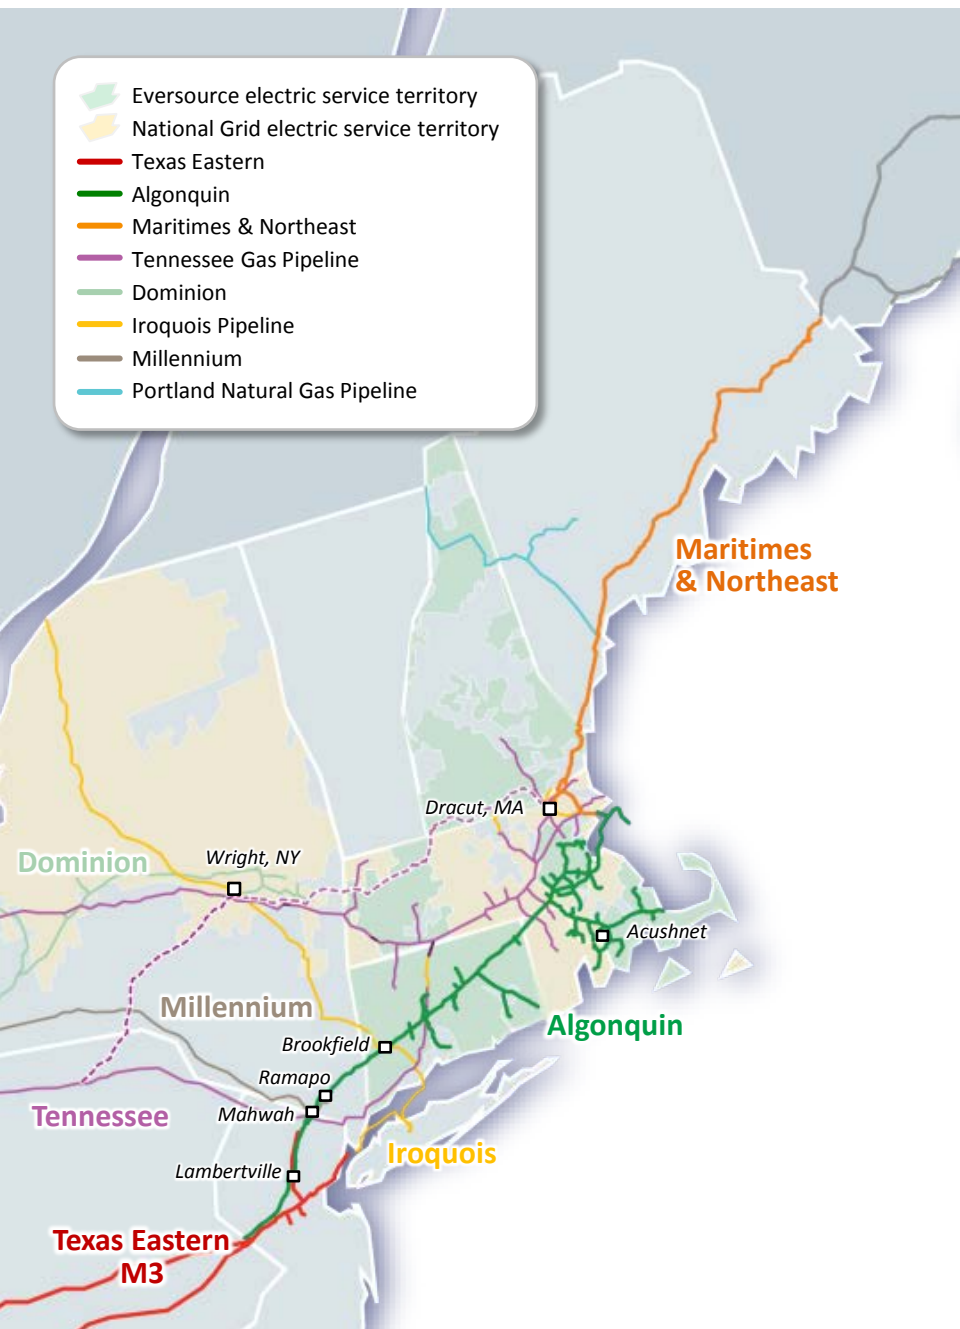 Eversource electric service territory
National Grid electric service territory
Texas Eastern
Algonquin
Maritimes & Northeast
Tennessee Gas Pipeline
Dominion
Iroquois Pipeline
Millennium
Portland Natural Gas Pipeline
Maritimes
& Northeast
Dracut, MA
Dominion
Wright, NY
Acushnet
Millennium
Algonquin
Brookfield
Ramapo
Tennessee
Mahwah
Iroquois
Lambertville
Texas Eastern
M3